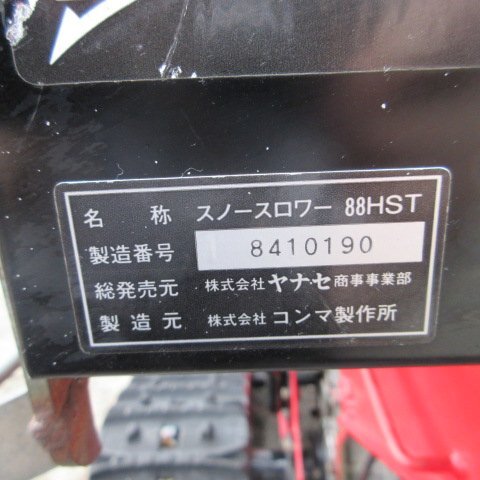 名称 スノースロワー 88HST
製造番号 8410190
総発売元 株式会社 ヤナセ 商事事業部
製造元 株式会社 コンマ製作所